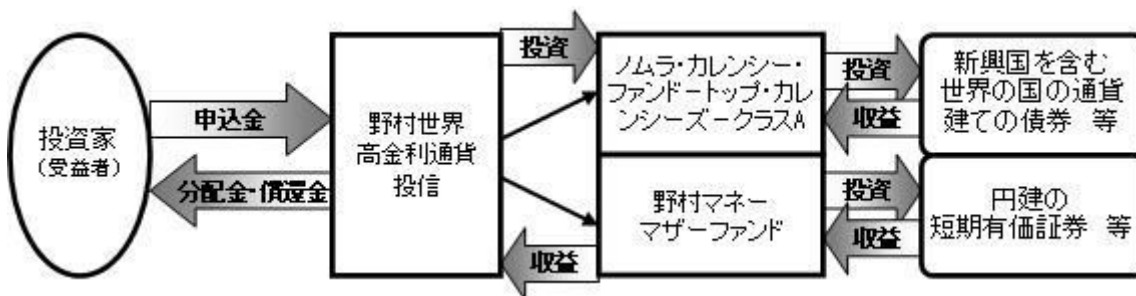 投資家
(受益者)
申込金
分配金・償還金
野村世界
高金利通貨
投信
投資
収益
ノムラ・カレンシー・
ファンドートップ・カレ
ンシーズークラスA
野村マネー
マザーファンド
投資
収益
投資
収益
新興国を含む
世界の国の通貨
建ての債券 等
円建の
短期有価証券 等